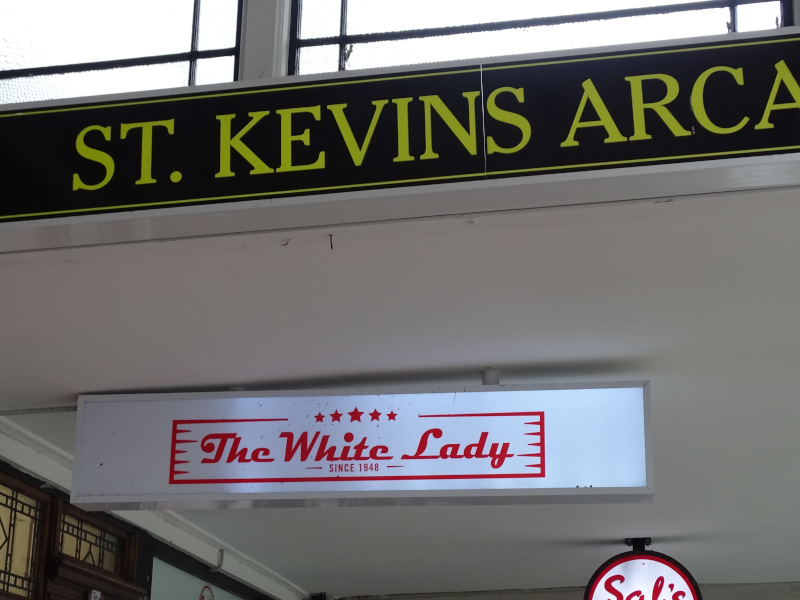 ST. KEVINS ARCA
The White Lady
SINCE 1948
Sal's